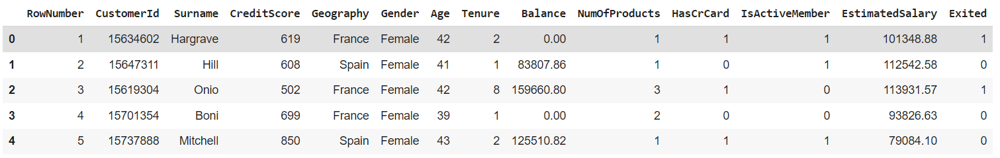 RowNumber CustomerId Surname CreditScore Geography Gender Age Tenure Balance NumOfProducts HasCrCard IsActiveMember EstimatedSalary Exited
0 1 15634602 Hargrave 619 France Female 42 2 0.00 1 1 1 101348.88 1
1 2 15647311 Hill 608 Spain Female 41 1 83807.86 1 0 1 112542.58 0
2 3 15619304 Onio 502 France Female 42 8 159660.80 3 1 0 113931.57 1
3 4 15701354 Boni 699 France Female 39 1 0.00 2 0 0 93826.63 0
4 5 15737888 Mitchell 850 Spain Female 43 2 125510.82 1 1 1 79084.10 0